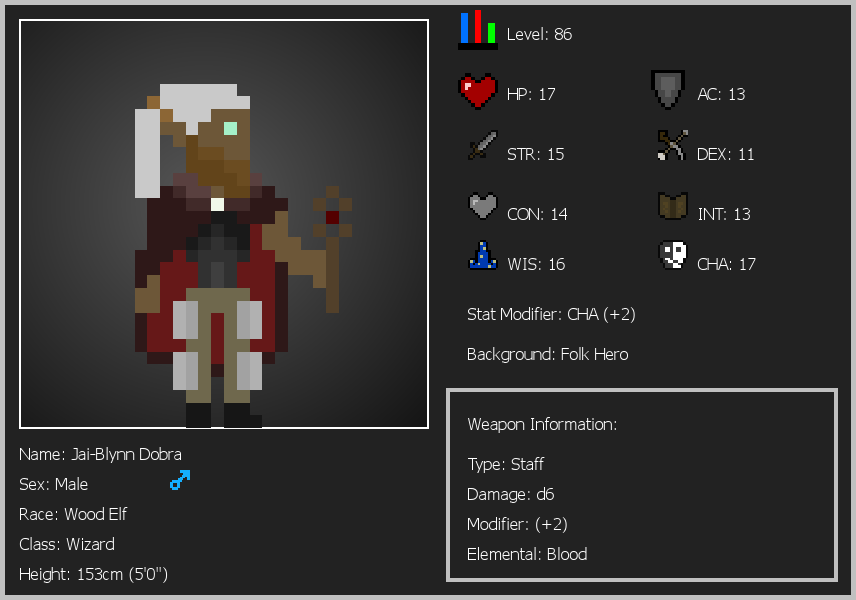 Level: 86
HP: 17
AC: 13
STR: 15
DEX: 11
CON: 14
INT: 13
WIS: 16
CHA: 17
Stat Modifier: CHA (+2)
Background: Folk Hero
Weapon Information:
Type: Staff
Damage: d6
Modifier: (+2)
Elemental: Blood
Name: Jai-Blynn Dobra
Sex: Male
Race: Wood Elf
Class: Wizard
Height: 153cm (5'0")